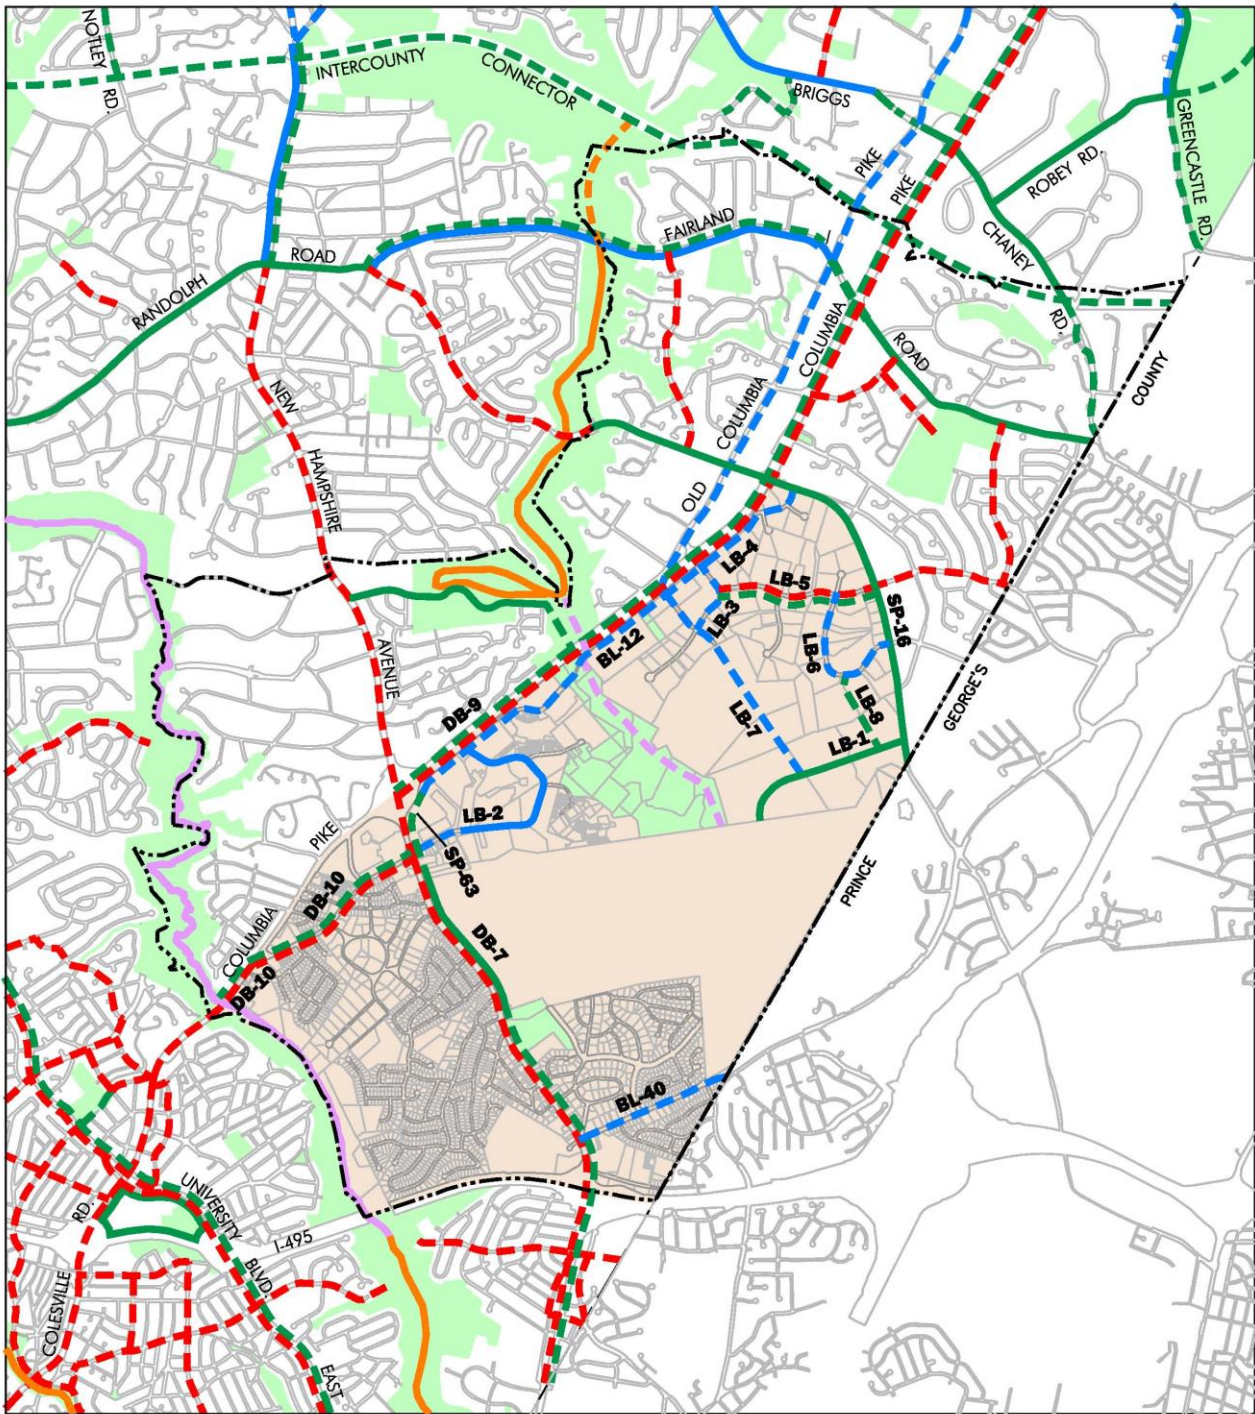 NOTLEY
RD.
INTERCOUNTY
CONNECTOR
BRIGGS
PIKE
PIKE
ROBEY RD.
GREENCASTLE RD.
FAIRLAND
CHANEY
RD.
RANDOLPH
ROAD
COLUMBIA
ROAD
COUNTY
NEW
HAMPSHIRE
COLUMBIA
OLD
LB-4
LB-5
LB-3
SP-16
BL-12
LB-6
AVENUE
DB-9
LB-7
LB-8
LB-1
GEORGE'S
LB-2
PIKE
SP-63
PRINCE
DB-10
COLUMBIA
DB-7
DB-10
BL-40
UNIVERSITY
RD.
I-495
BLVD.
COLESVILLE
EAST